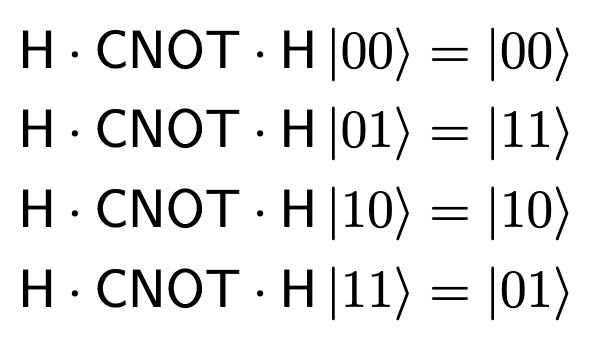 H · CNOT · H |00⟩ = |00⟩
H · CNOT · H |01⟩ = |11⟩
H · CNOT · H |10⟩ = |10⟩
H · CNOT · H |11⟩ = |01⟩